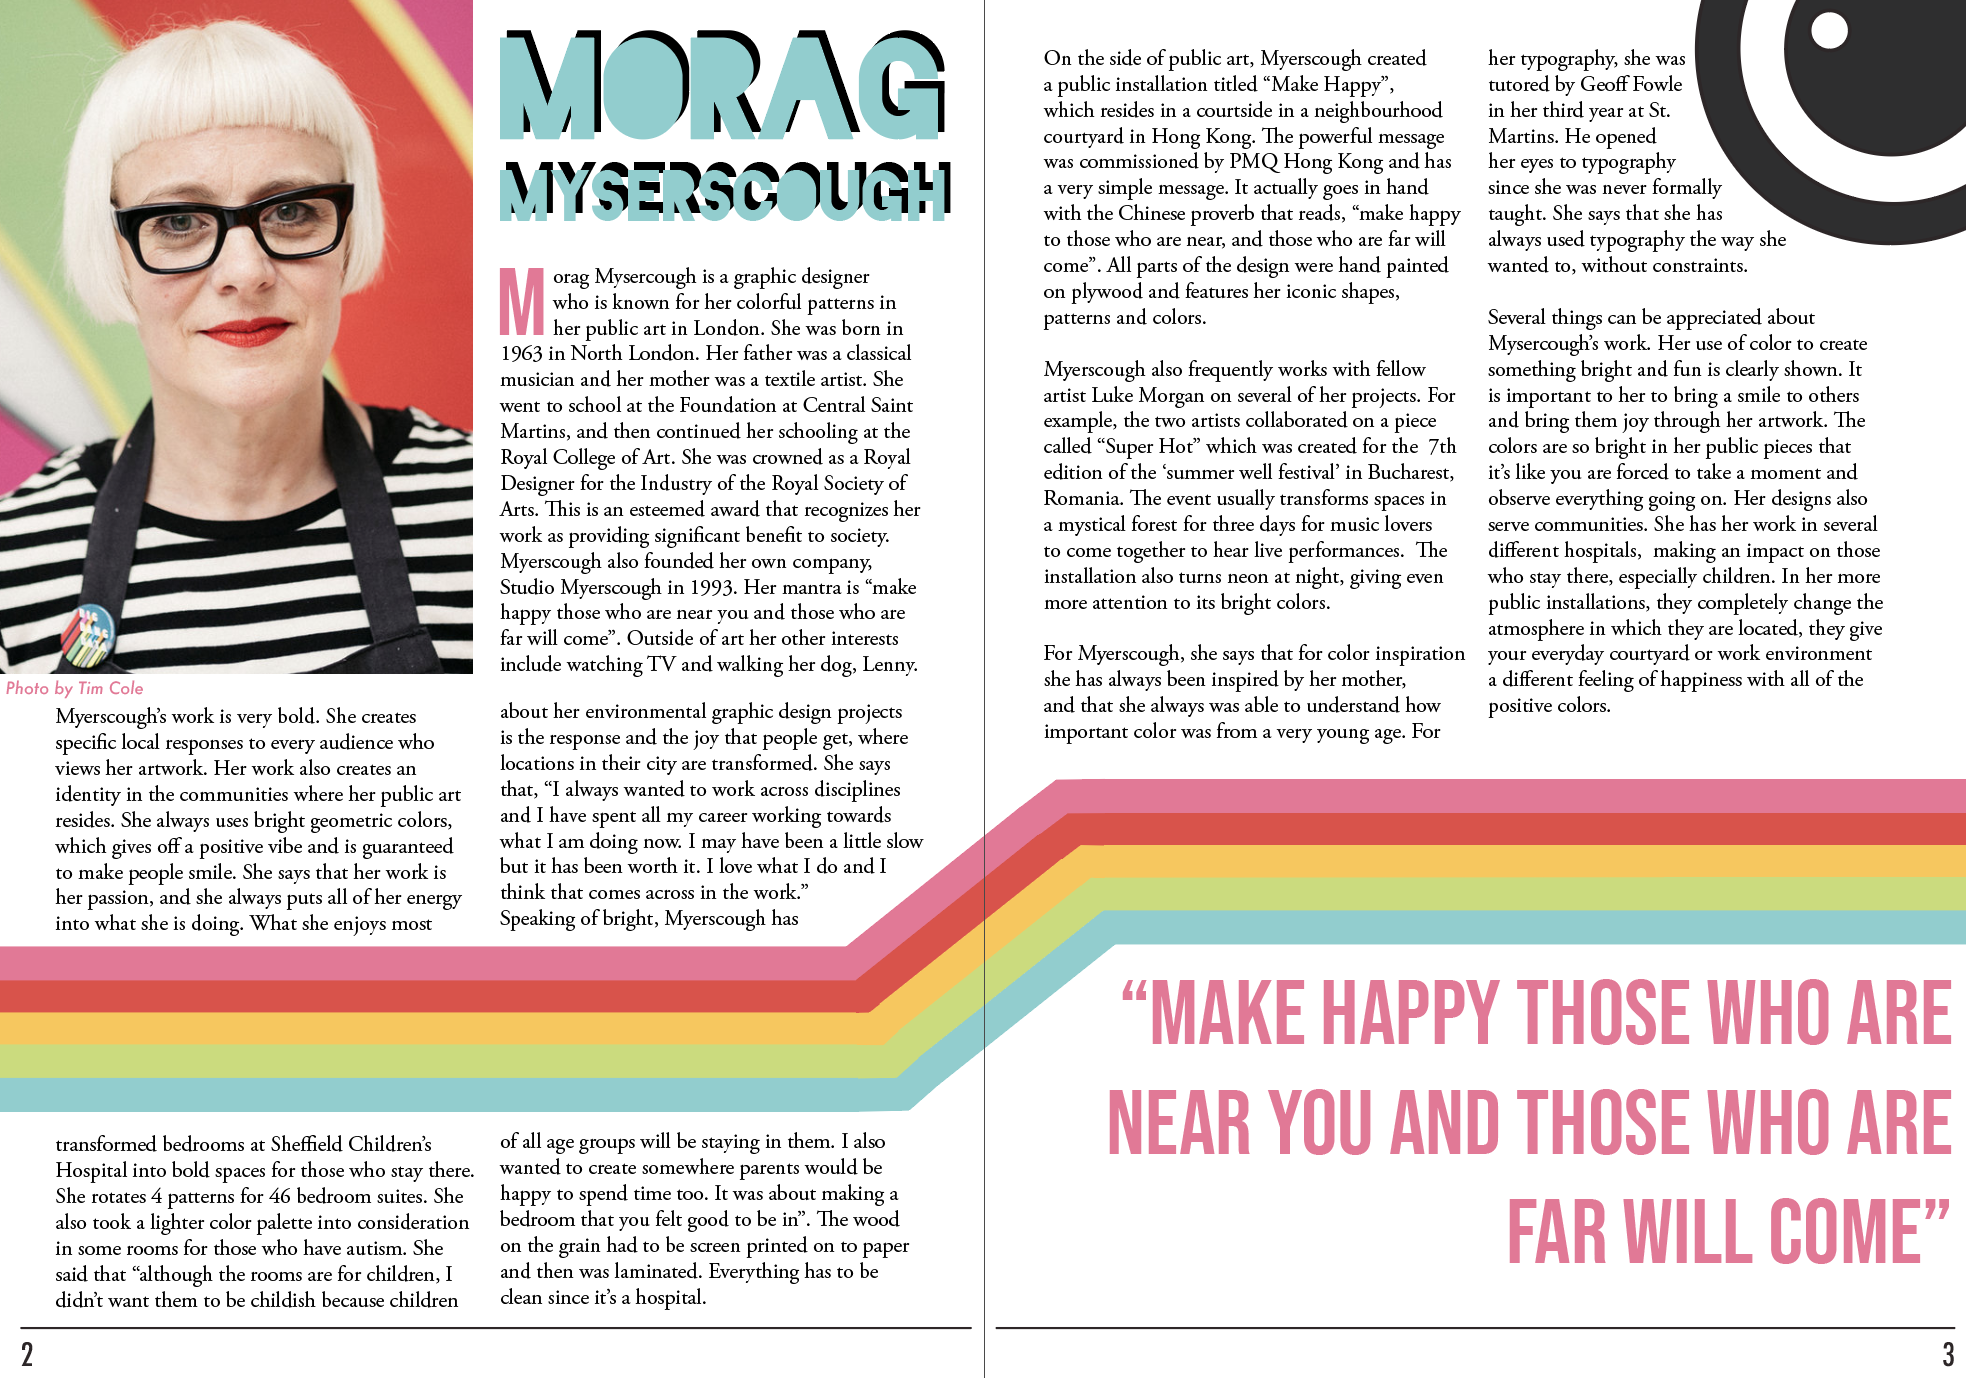 MORAG
MYSERSCOUGH
Morag Mysercough is a graphic designer
who is known for her colorful patterns in
her public art in London. She was born in
1963 in North London. Her father was a classical
musician and her mother was a textile artist. She
went to school at the Foundation at Central Saint
Martins, and then continued her schooling at the
Royal College of Art. She was crowned as a Royal
Designer for the Industry of the Royal Society of
Arts. This is an esteemed award that recognizes her
work as providing significant benefit to society.
Myerscough also founded her own company,
Studio Myerscough in 1993. Her mantra is “make
happy those who are near you and those who are
far will come”. Outside of art her other interests
include watching TV and walking her dog, Lenny.
Photo by Tim Cole
Myerscough’s work is very bold. She creates
specific local responses to every audience who
views her artwork. Her work also creates an
identity in the communities where her public art
resides. She always uses bright geometric colors,
which gives off a positive vibe and is guaranteed
to make people smile. She says that her work is
her passion, and she always puts all of her energy
into what she is doing. What she enjoys most
about her environmental graphic design projects
is the response and the joy that people get, where
locations in their city are transformed. She says
that, “I always wanted to work across disciplines
and I have spent all my career working towards
what I am doing now. I may have been a little slow
but it has been worth it. I love what I do and I
think that comes across in the work.”
Speaking of bright, Myerscough has
transformed bedrooms at Sheffield Children’s
Hospital into bold spaces for those who stay there.
She rotates 4 patterns for 46 bedroom suites. She
also took a lighter color palette into consideration
in some rooms for those who have autism. She
said that “although the rooms are for children, I
didn’t want them to be childish because children
of all age groups will be staying in them. I also
wanted to create somewhere parents would be
happy to spend time too. It was about making a
bedroom that you felt good to be in”. The wood
on the grain had to be screen printed on to paper
and then was laminated. Everything has to be
clean since it’s a hospital.
2
On the side of public art, Myerscough created
a public installation titled “Make Happy”,
which resides in a courtside in a neighbourhood
courtyard in Hong Kong. The powerful message
was commissioned by PMQ Hong Kong and has
a very simple message. It actually goes in hand
with the Chinese proverb that reads, “make happy
to those who are near, and those who are far will
come”. All parts of the design were hand painted
on plywood and features her iconic shapes,
patterns and colors.
Myerscough also frequently works with fellow
artist Luke Morgan on several of her projects. For
example, the two artists collaborated on a piece
called “Super Hot” which was created for the  7th
edition of the ‘summer well festival’ in Bucharest,
Romania. The event usually transforms spaces in
a mystical forest for three days for music lovers
to come together to hear live performances.  The
installation also turns neon at night, giving even
more attention to its bright colors.
For Myerscough, she says that for color inspiration
she has always been inspired by her mother,
and that she always was able to understand how
important color was from a very young age. For
her typography, she was
tutored by Geoff Fowle
in her third year at St.
Martins. He opened
her eyes to typography
since she was never formally
taught. She says that she has
always used typography the way she
wanted to, without constraints.
Several things can be appreciated about
Mysercough’s work. Her use of color to create
something bright and fun is clearly shown. It
is important to her to bring a smile to others
and bring them joy through her artwork. The
colors are so bright in her public pieces that
it’s like you are forced to take a moment and
observe everything going on. Her designs also
serve communities. She has her work in several
different hospitals,  making an impact on those
who stay there, especially children. In her more
public installations, they completely change the
atmosphere in which they are located, they give
your everyday courtyard or work environment
a different feeling of happiness with all of the
positive colors.
“MAKE HAPPY THOSE WHO ARE
NEAR YOU AND THOSE WHO ARE
FAR WILL COME”
3